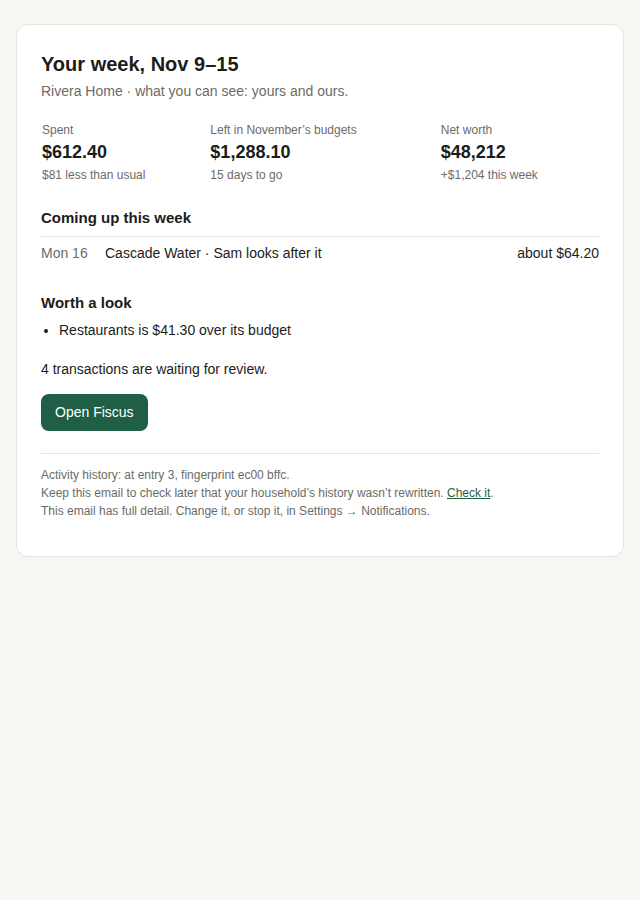 Your week, Nov 9–15
Rivera Home · what you can see: yours and ours.
Spent
Left in November’s budgets
Net worth
$612.40
$1,288.10
$48,212
$81 less than usual
15 days to go
+$1,204 this week
Coming up this week
Mon 16 Cascade Water · Sam looks after it about $64.20
Worth a look
• Restaurants is $41.30 over its budget
4 transactions are waiting for review.
Open Fiscus
Activity history: at entry 3, fingerprint ec00 bffc.
Keep this email to check later that your household’s history wasn’t rewritten. Check it.
This email has full detail. Change it, or stop it, in Settings → Notifications.